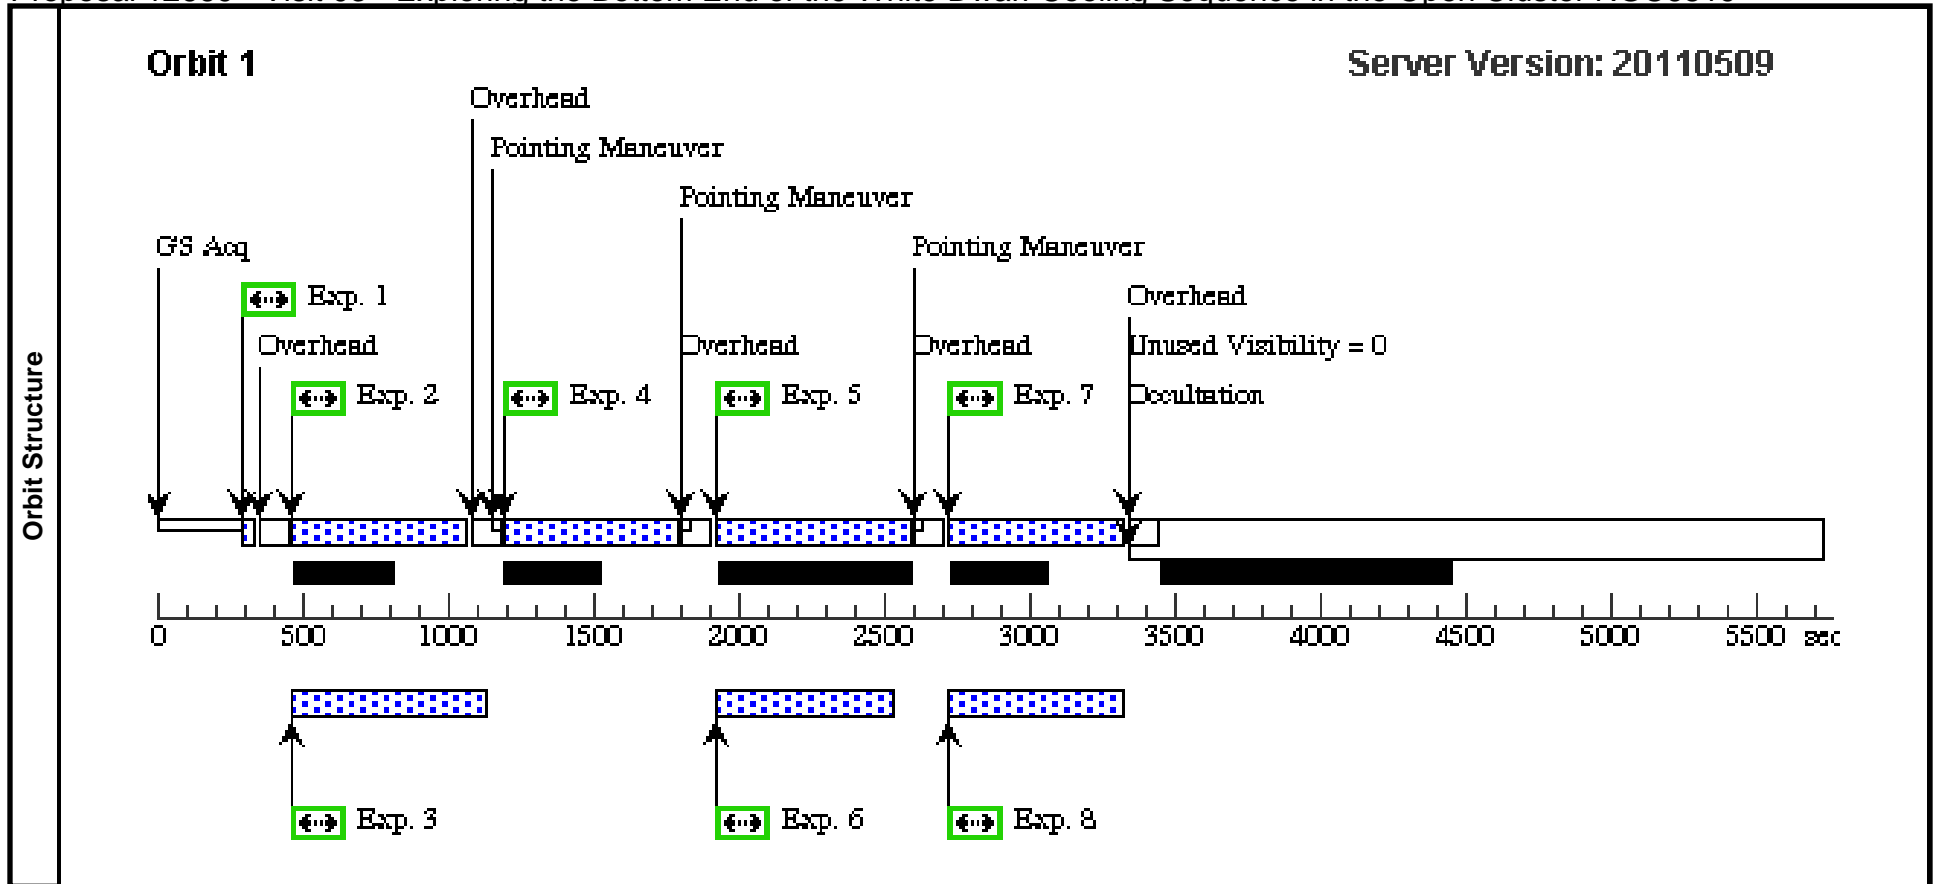 Orbit 1
Server Version: 20110509
Overhead
Pointing Maneuver
Pointing Maneuver
GS Acq
Pointing Maneuver
Exp. 1
Overhead
Overhead
Overhead
Overhead
Unused Visibility = 0
Exp. 2
Exp. 4
Exp. 5
Exp. 7
Occultation
Orbit Structure
0 500 1000 1500 2000 2500 3000 3500 4000 4500 5000 5500 sec
Exp. 3
Exp. 6
Exp. 8